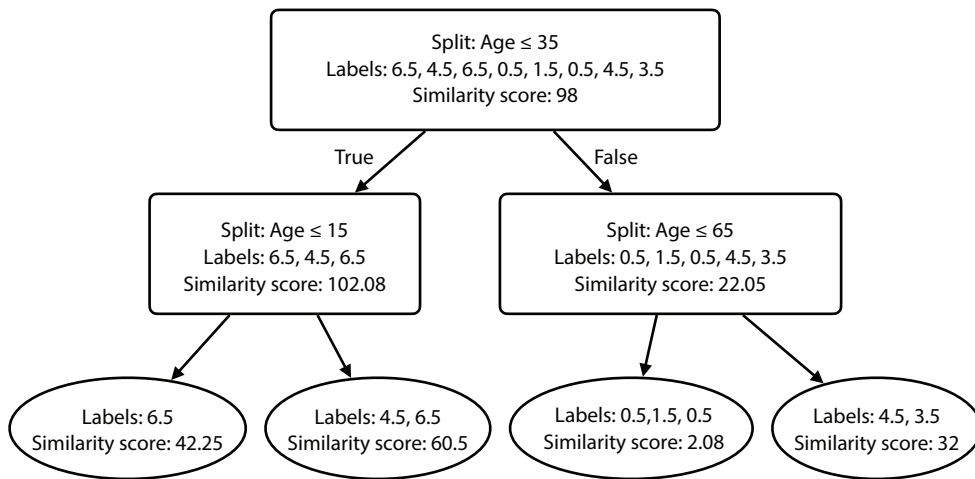 Split: Age ≤ 35
Labels: 6.5, 4.5, 6.5, 0.5, 1.5, 0.5, 4.5, 3.5
Similarity score: 98
True
False
Split: Age ≤ 15
Labels: 6.5, 4.5, 6.5
Similarity score: 102.08
Split: Age ≤ 65
Labels: 0.5, 1.5, 0.5, 4.5, 3.5
Similarity score: 22.05
Labels: 6.5
Similarity score: 42.25
Labels: 4.5, 6.5
Similarity score: 60.5
Labels: 0.5,1.5, 0.5
Similarity score: 2.08
Labels: 4.5, 3.5
Similarity score: 32